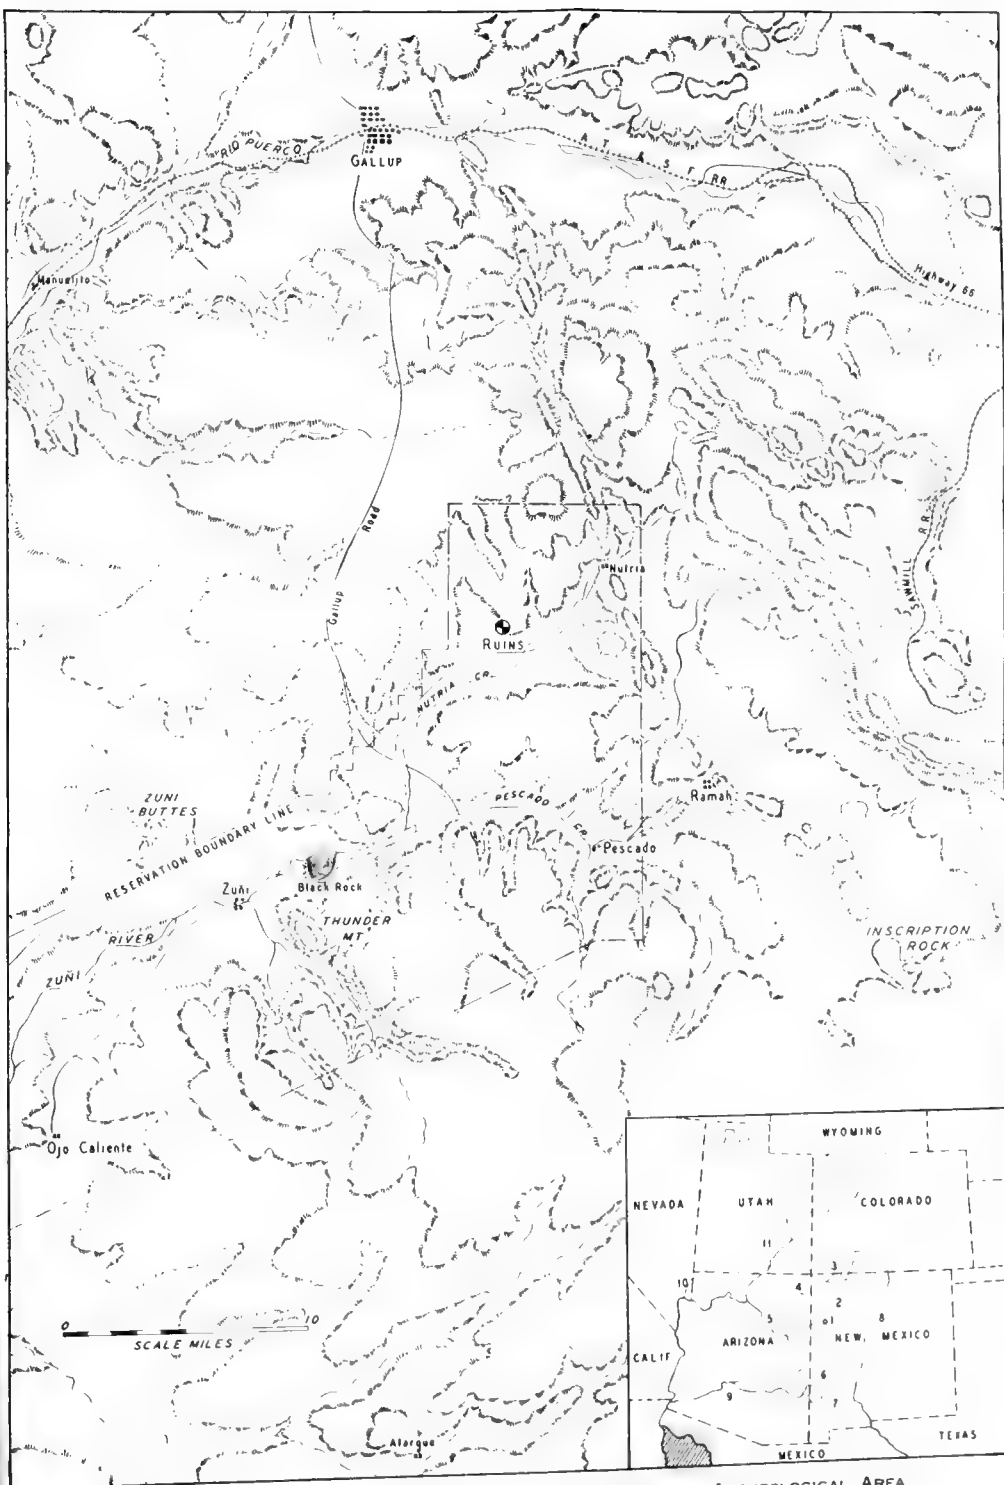 RIO PUERCO
GALLUP
A. T. & S. F. RR
Manuelito
Highway 66
Road
Gallup
SAWMILL R.R.
Nutria
RUINS
NUTRIA CR.
ZUNI
BUTTES
PESCADO CR.
Ramah
RESERVATION BOUNDARY LINE
Pescado
Black Rock
Zuñi
THUNDER
MT
INSCRIPTION
ROCK
ZUÑI RIVER
Ojo Caliente
WYOMING
NEVADA
UTAH
COLORADO
11
3
10
4
2
5
8
o1
ARIZONA
NEW MEXICO
CALIF
6
9
7
TEXAS
MEXICO
0 10
SCALE MILES
Atarque
AREA